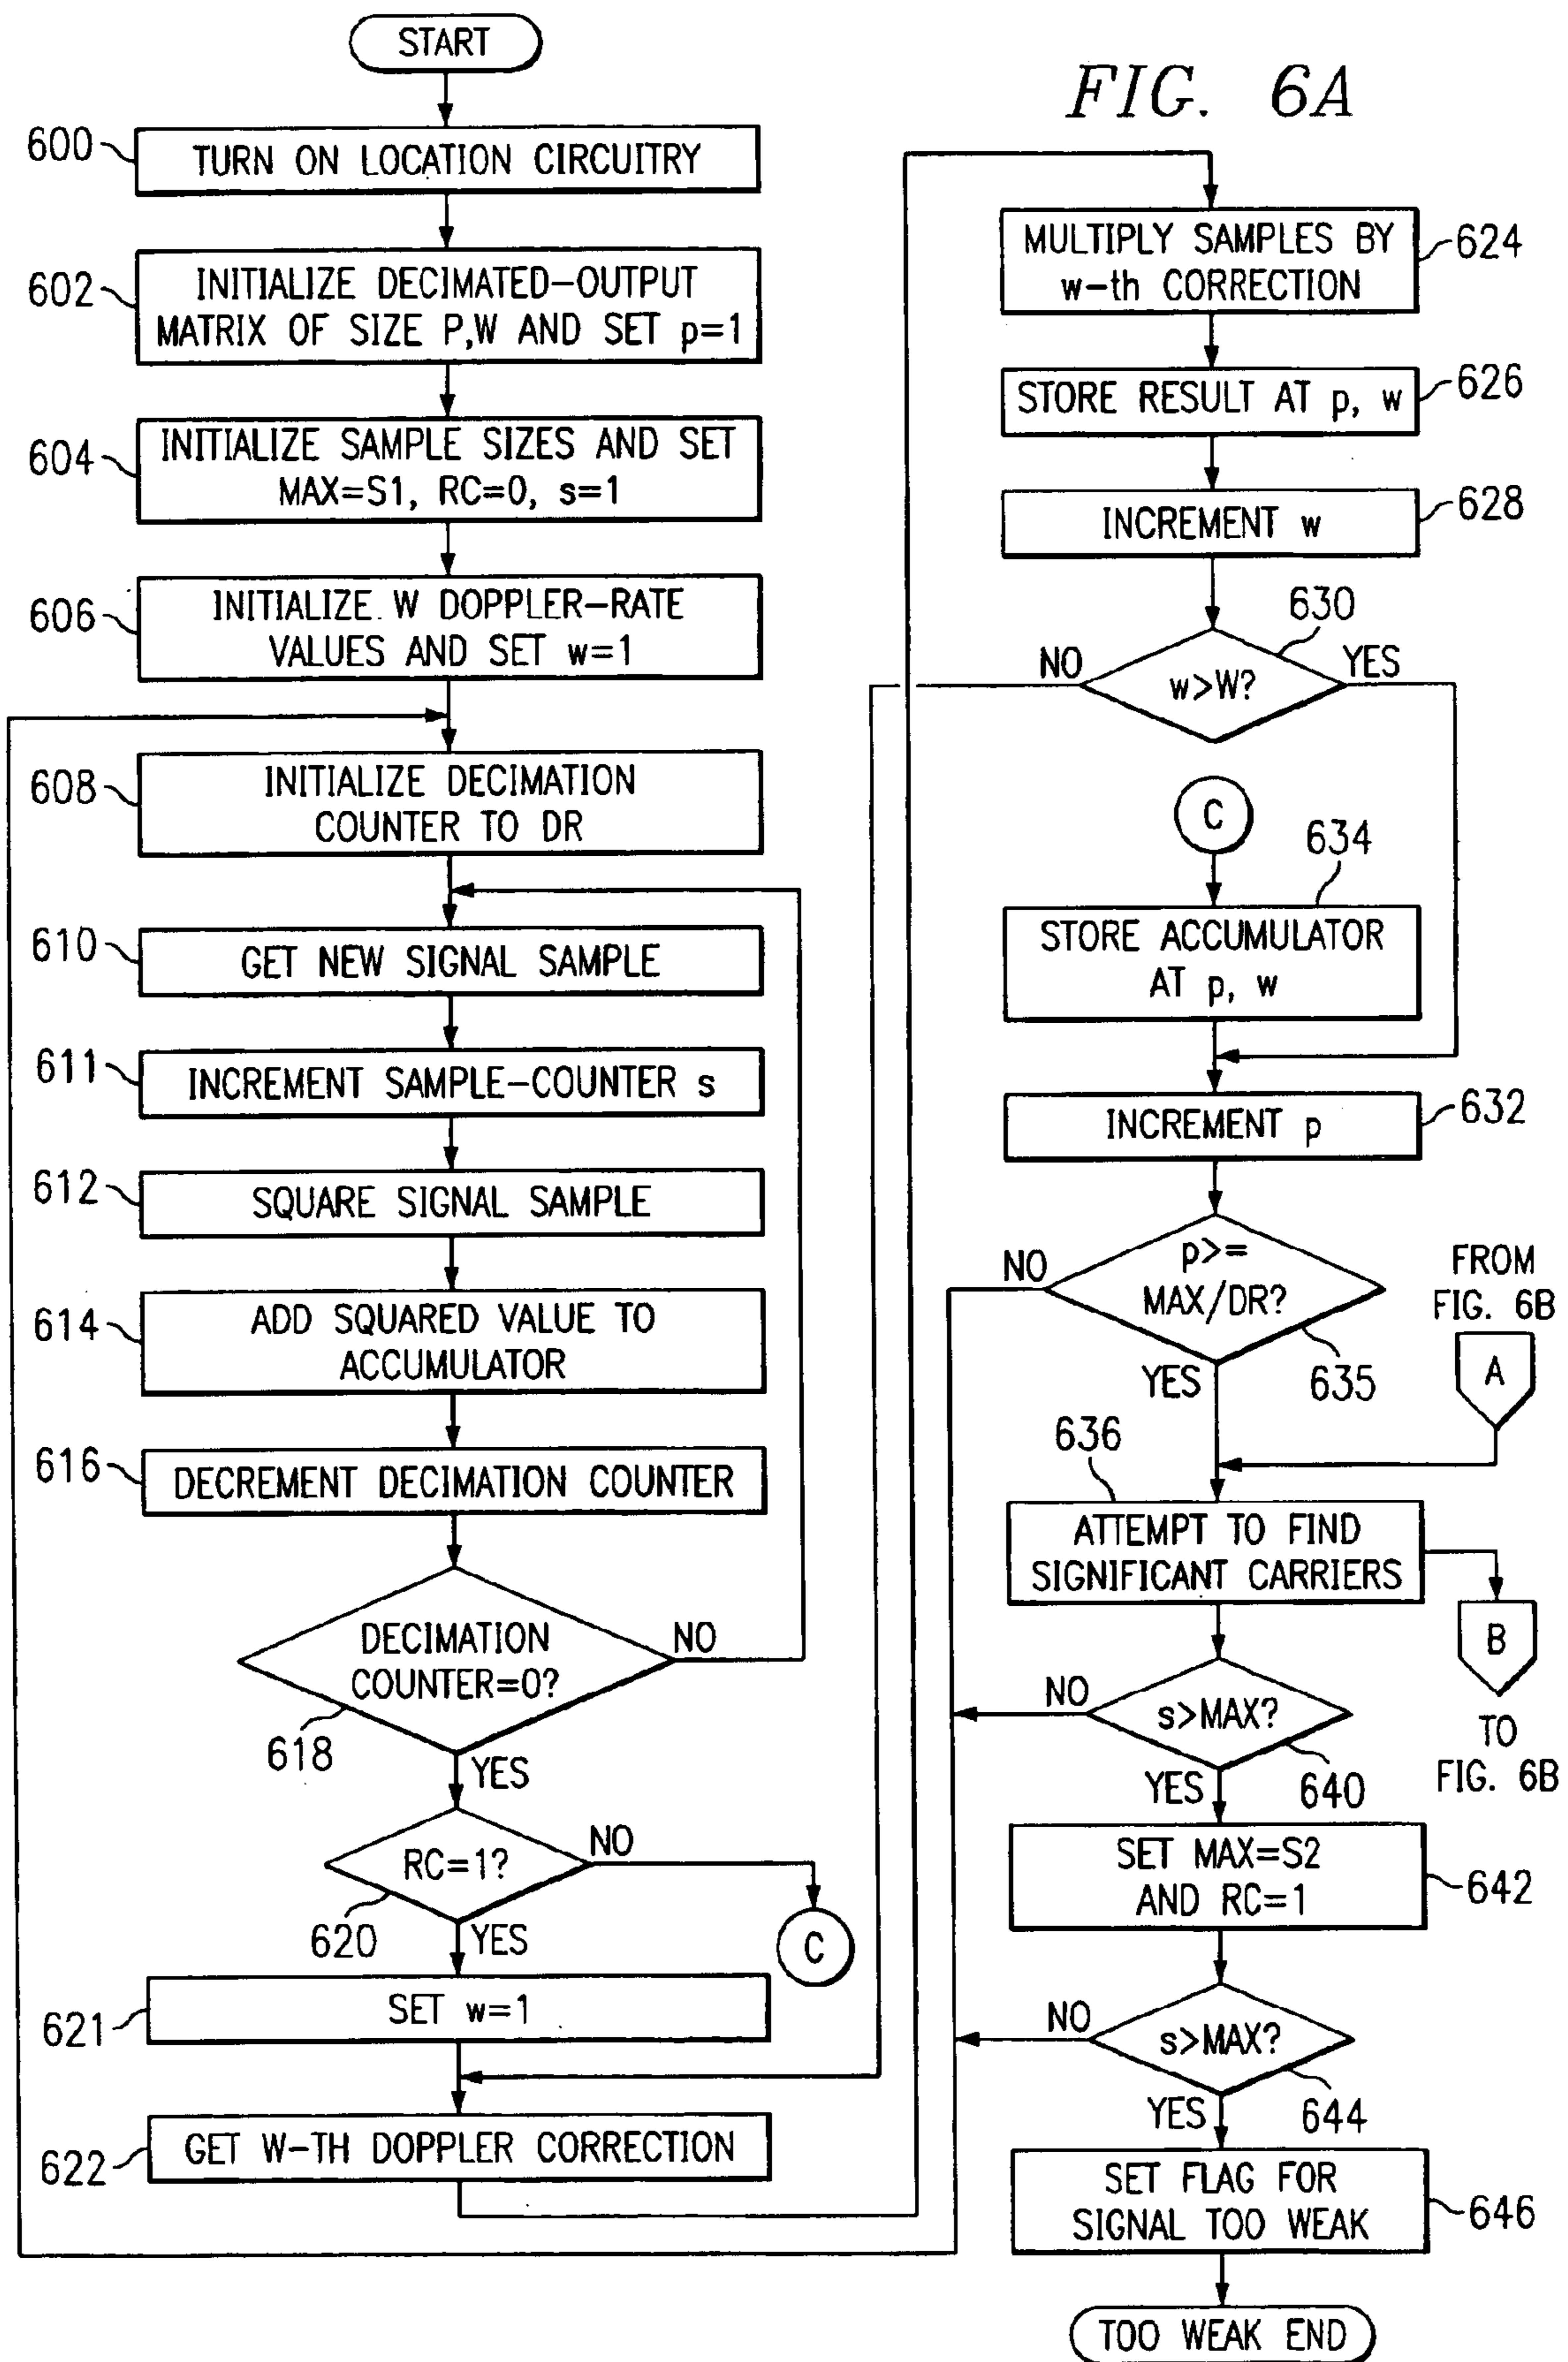 FIG. 6A
START
600
TURN ON LOCATION CIRCUITRY
602
INITIALIZE DECIMATED-OUTPUT
MATRIX OF SIZE P,W AND SET p=1
604
INITIALIZE SAMPLE SIZES AND SET
MAX=S1, RC=0, s=1
606
INITIALIZE W DOPPLER-RATE
VALUES AND SET w=1
608
INITIALIZE DECIMATION
COUNTER TO DR
610
GET NEW SIGNAL SAMPLE
611
INCREMENT SAMPLE-COUNTER s
612
SQUARE SIGNAL SAMPLE
614
ADD SQUARED VALUE TO
ACCUMULATOR
616
DECREMENT DECIMATION COUNTER
DECIMATION
COUNTER=0?
NO
618
YES
RC=1?
NO
620
YES
C
621
SET w=1
622
GET W-TH DOPPLER CORRECTION
MULTIPLY SAMPLES BY
w-th CORRECTION
624
STORE RESULT AT p, w
626
INCREMENT w
628
630
NO
w>W?
YES
C
634
STORE ACCUMULATOR
AT p, w
INCREMENT p
632
NO
p>=
MAX/DR?
YES
635
FROM
FIG. 6B
A
636
ATTEMPT TO FIND
SIGNIFICANT CARRIERS
B
TO
FIG. 6B
NO
s>MAX?
YES
640
SET MAX=S2
AND RC=1
642
NO
s>MAX?
YES
644
SET FLAG FOR
SIGNAL TOO WEAK
646
TOO WEAK END